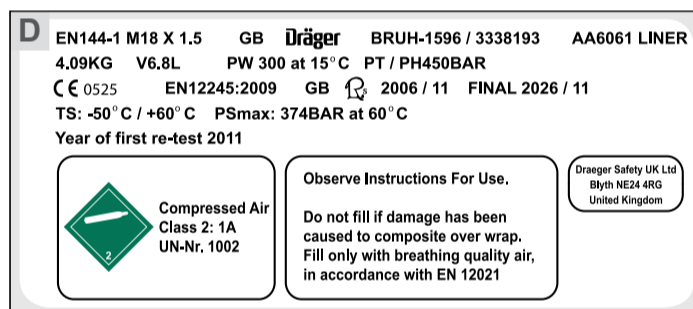 D
EN144-1 M18 X 1.5 GB Dräger BRUH-1596 / 3338193 AA6061 LINER
4.09KG V6.8L PW 300 at 15°C PT / PH450BAR
CE 0525 EN12245:2009 GB 2006 / 11 FINAL 2026 / 11
TS: -50°C / +60°C PSmax: 374BAR at 60°C
Year of first re-test 2011
2
Compressed Air
Class 2: 1A
UN-Nr. 1002
Observe Instructions For Use.
Do not fill if damage has been
caused to composite over wrap.
Fill only with breathing quality air,
in accordance with EN 12021
Draeger Safety UK Ltd
Blyth NE24 4RG
United Kingdom